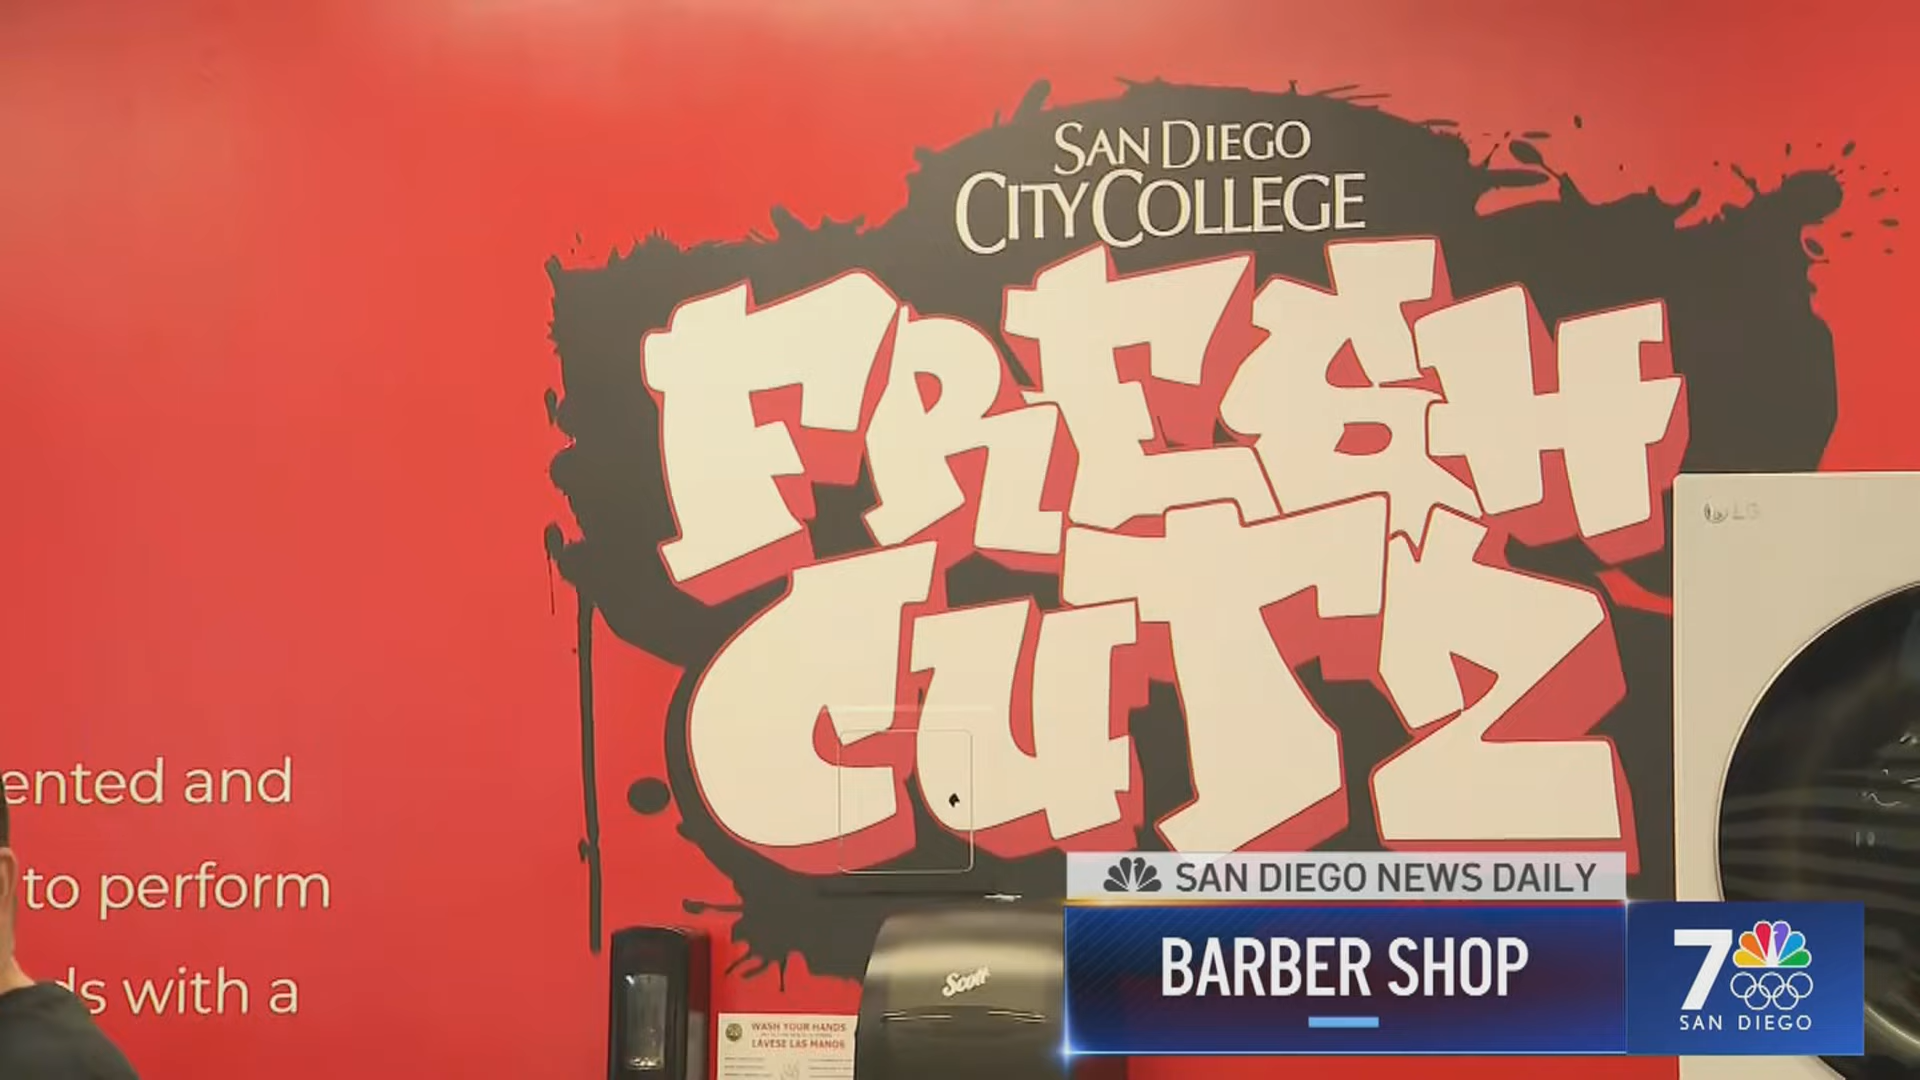 SAN DIEGO
CITY COLLEGE
FRESH
CUTZ
LG
ented and
to perform
ds with a
Scott
WASH YOUR HANDS
LAVESE LAS MANOS
SAN DIEGO NEWS DAILY
BARBER SHOP
7
SAN DIEGO